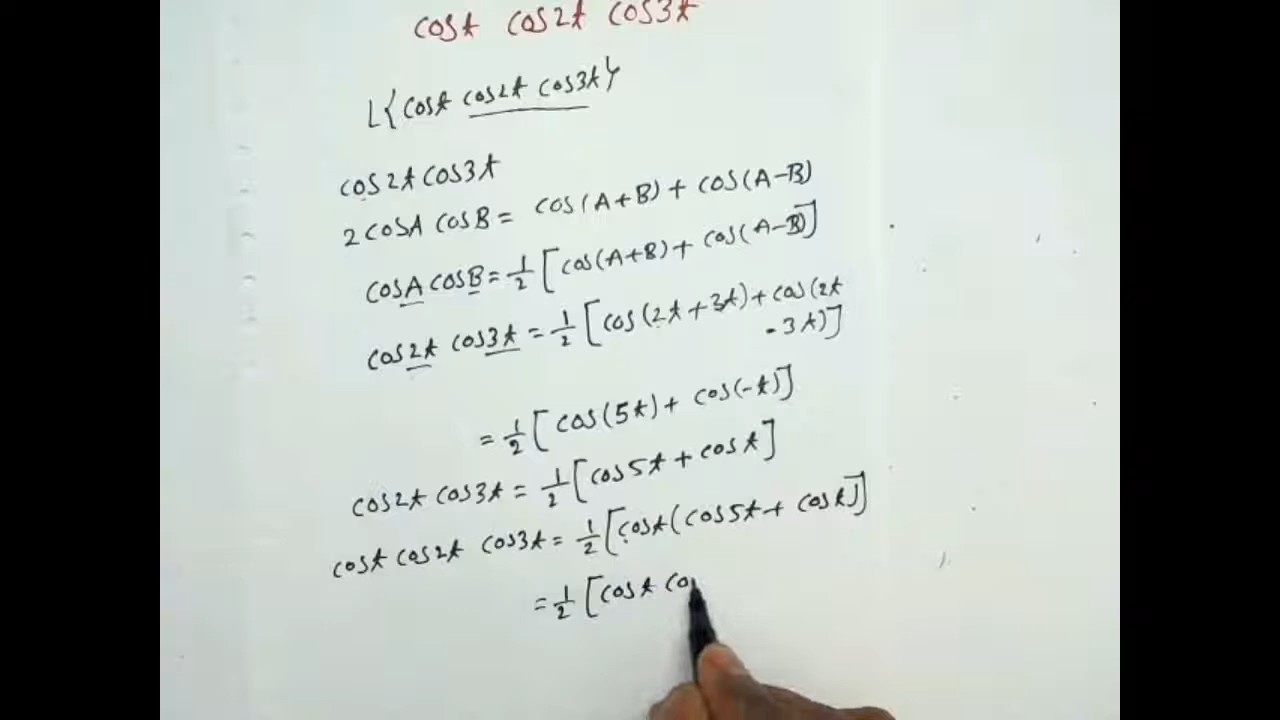 cost cos2t cos3t
L{cost cos2t cos3t}
cos2t cos3t
2cosA cosB = cos(A+B) + cos(A-B)
cosA cosB = 1/2 [cos(A+B) + cos(A-B)]
cos2t cos3t = 1/2 [cos(2t+3t) + cos(2t
-3t)]
= 1/2 [cos(5t) + cos(-t)]
cos2t cos3t = 1/2 [cos5t + cost]
cost cos2t cos3t = 1/2 [cost(cos5t + cost)]
= 1/2 [cost co